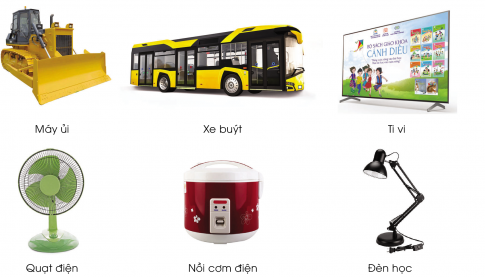 BỘ SÁCH GIÁO KHOA
CÁNH DIỀU
Máy ủi
Xe buýt
Ti vi
Quạt điện
Nồi cơm điện
Đèn học